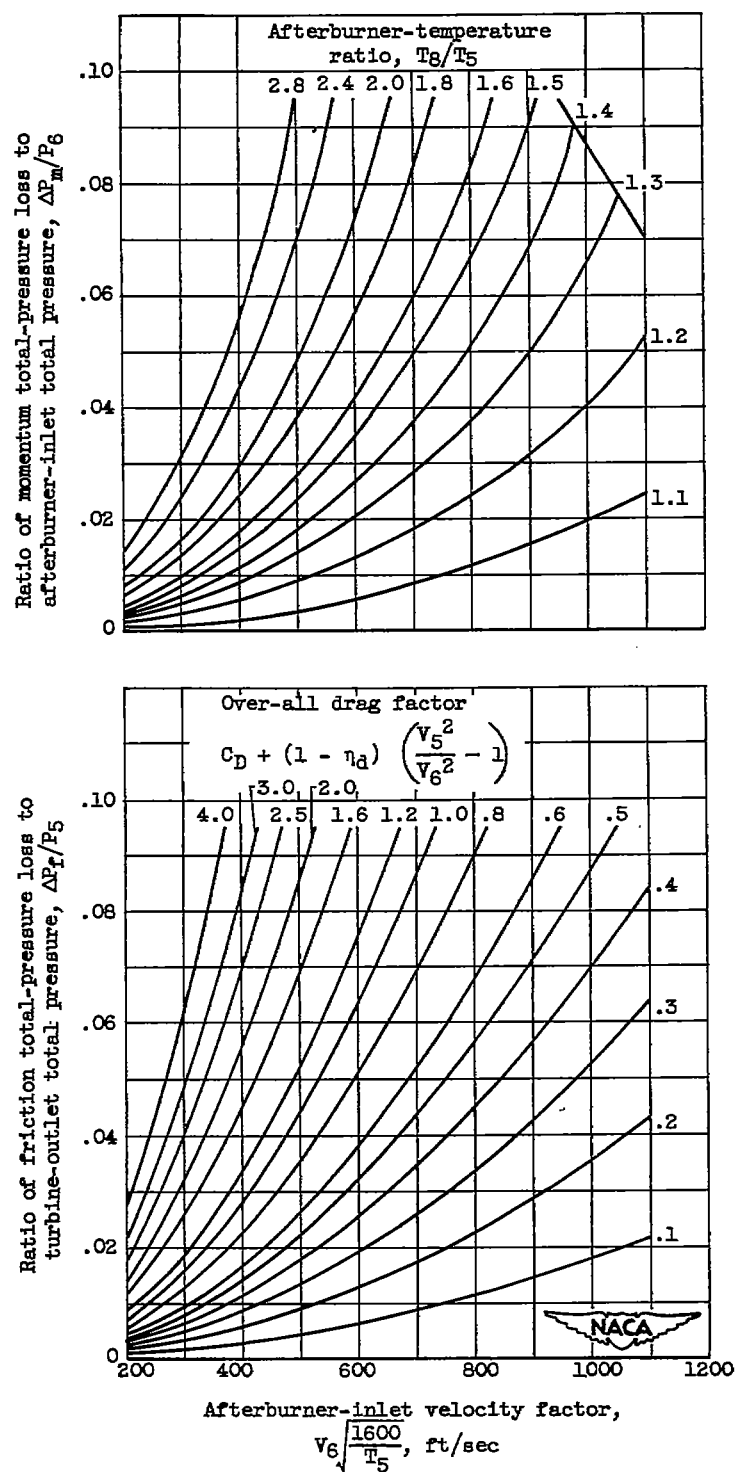 Afterburner-temperature
ratio, T8/T5
2.8 2.4 2.0 1.8 1.6 1.5
1.4
1.3
1.2
1.1
.10
.08
.06
.04
.02
0
Ratio of momentum total-pressure loss to
afterburner-inlet total pressure, ΔPm/P6
Over-all drag factor
C_D + (1 - η_d) (V5²/V6² - 1)
3.0 2.0
4.0 2.5 1.6 1.2 1.0 .8 .6 .5
.4
.3
.2
.1
.10
.08
.06
.04
.02
0
Ratio of friction total-pressure loss to
turbine-outlet total pressure, ΔPf/P5
NACA
200 400 600 800 1000 1200
Afterburner-inlet velocity factor,
V6√(1600/T5), ft/sec